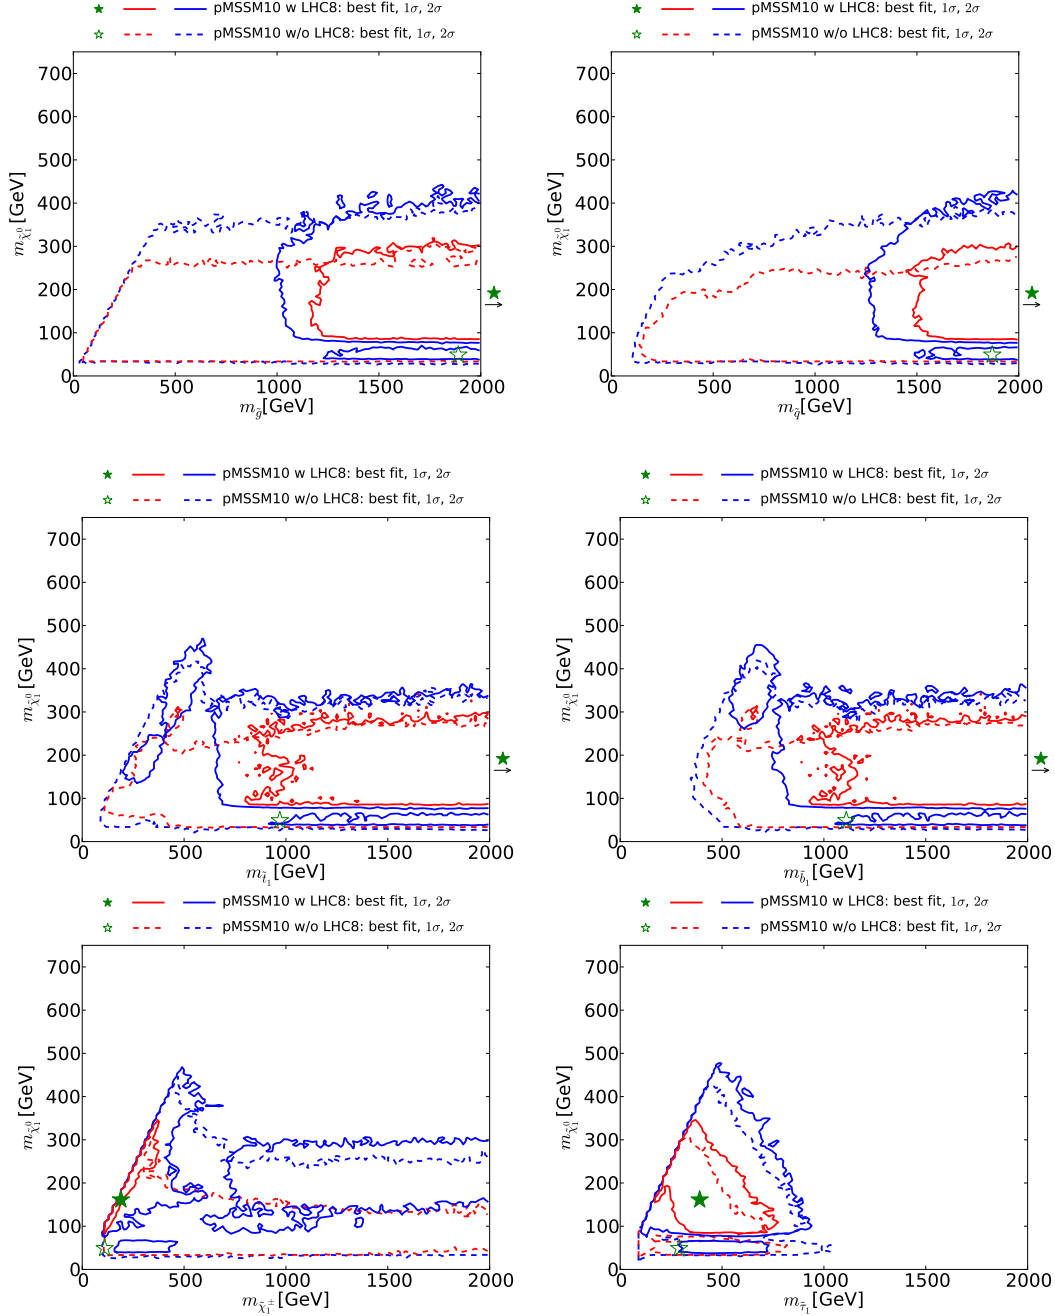 pMSSM10 w LHC8: best fit, 1σ, 2σ
pMSSM10 w/o LHC8: best fit, 1σ, 2σ
700
600
500
400
300
200
100
0
m_χ̃₁⁰ [GeV]
0 500 1000 1500 2000
m_g̃ [GeV]
pMSSM10 w LHC8: best fit, 1σ, 2σ
pMSSM10 w/o LHC8: best fit, 1σ, 2σ
700
600
500
400
300
200
100
0
m_χ̃₁⁰ [GeV]
0 500 1000 1500 2000
m_q̃ [GeV]
pMSSM10 w LHC8: best fit, 1σ, 2σ
pMSSM10 w/o LHC8: best fit, 1σ, 2σ
700
600
500
400
300
200
100
0
m_χ̃₁⁰ [GeV]
0 500 1000 1500 2000
m_t̃₁ [GeV]
pMSSM10 w LHC8: best fit, 1σ, 2σ
pMSSM10 w/o LHC8: best fit, 1σ, 2σ
700
600
500
400
300
200
100
0
m_χ̃₁⁰ [GeV]
0 500 1000 1500 2000
m_b̃₁ [GeV]
pMSSM10 w LHC8: best fit, 1σ, 2σ
pMSSM10 w/o LHC8: best fit, 1σ, 2σ
700
600
500
400
300
200
100
0
m_χ̃₁⁰ [GeV]
0 500 1000 1500 2000
m_χ̃₁± [GeV]
pMSSM10 w LHC8: best fit, 1σ, 2σ
pMSSM10 w/o LHC8: best fit, 1σ, 2σ
700
600
500
400
300
200
100
0
m_χ̃₁⁰ [GeV]
0 500 1000 1500 2000
m_τ̃₁ [GeV]